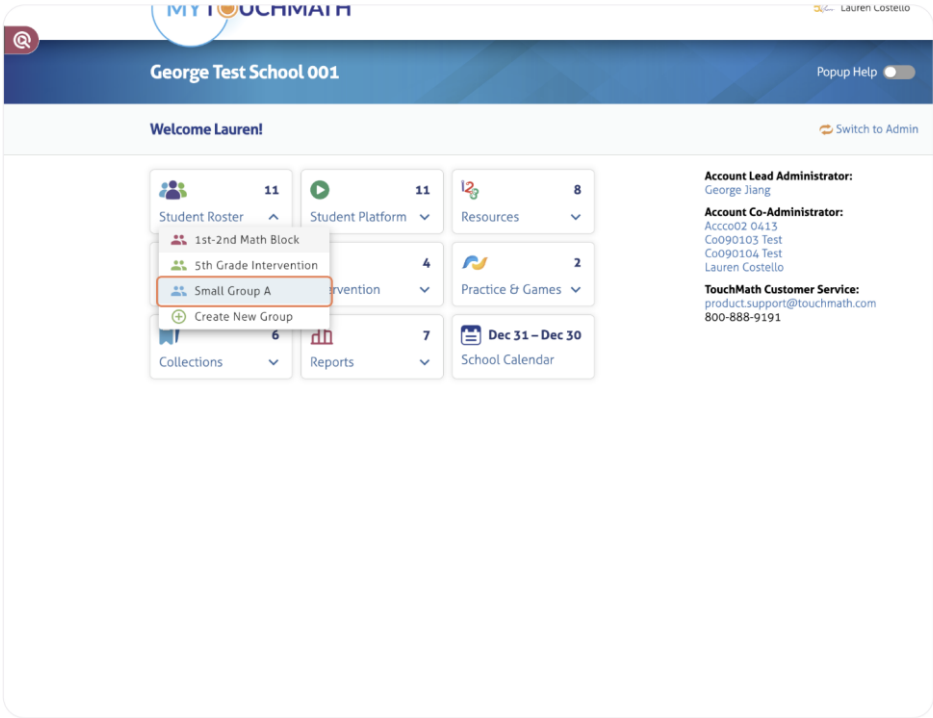 MYTOUCHMATH
Lauren Costello
George Test School 001
Popup Help
Welcome Lauren!
Switch to Admin
11
Student Roster
11
Student Platform
123
8
Resources
1st-2nd Math Block
5th Grade Intervention
Small Group A
Create New Group
4
rvention
2
Practice & Games
6
Collections
7
Reports
Dec 31 – Dec 30
School Calendar
Account Lead Administrator:
George Jiang
Account Co-Administrator:
Accco02 0413
Co090103 Test
Co090104 Test
Lauren Costello
TouchMath Customer Service:
product.support@touchmath.com
800-888-9191